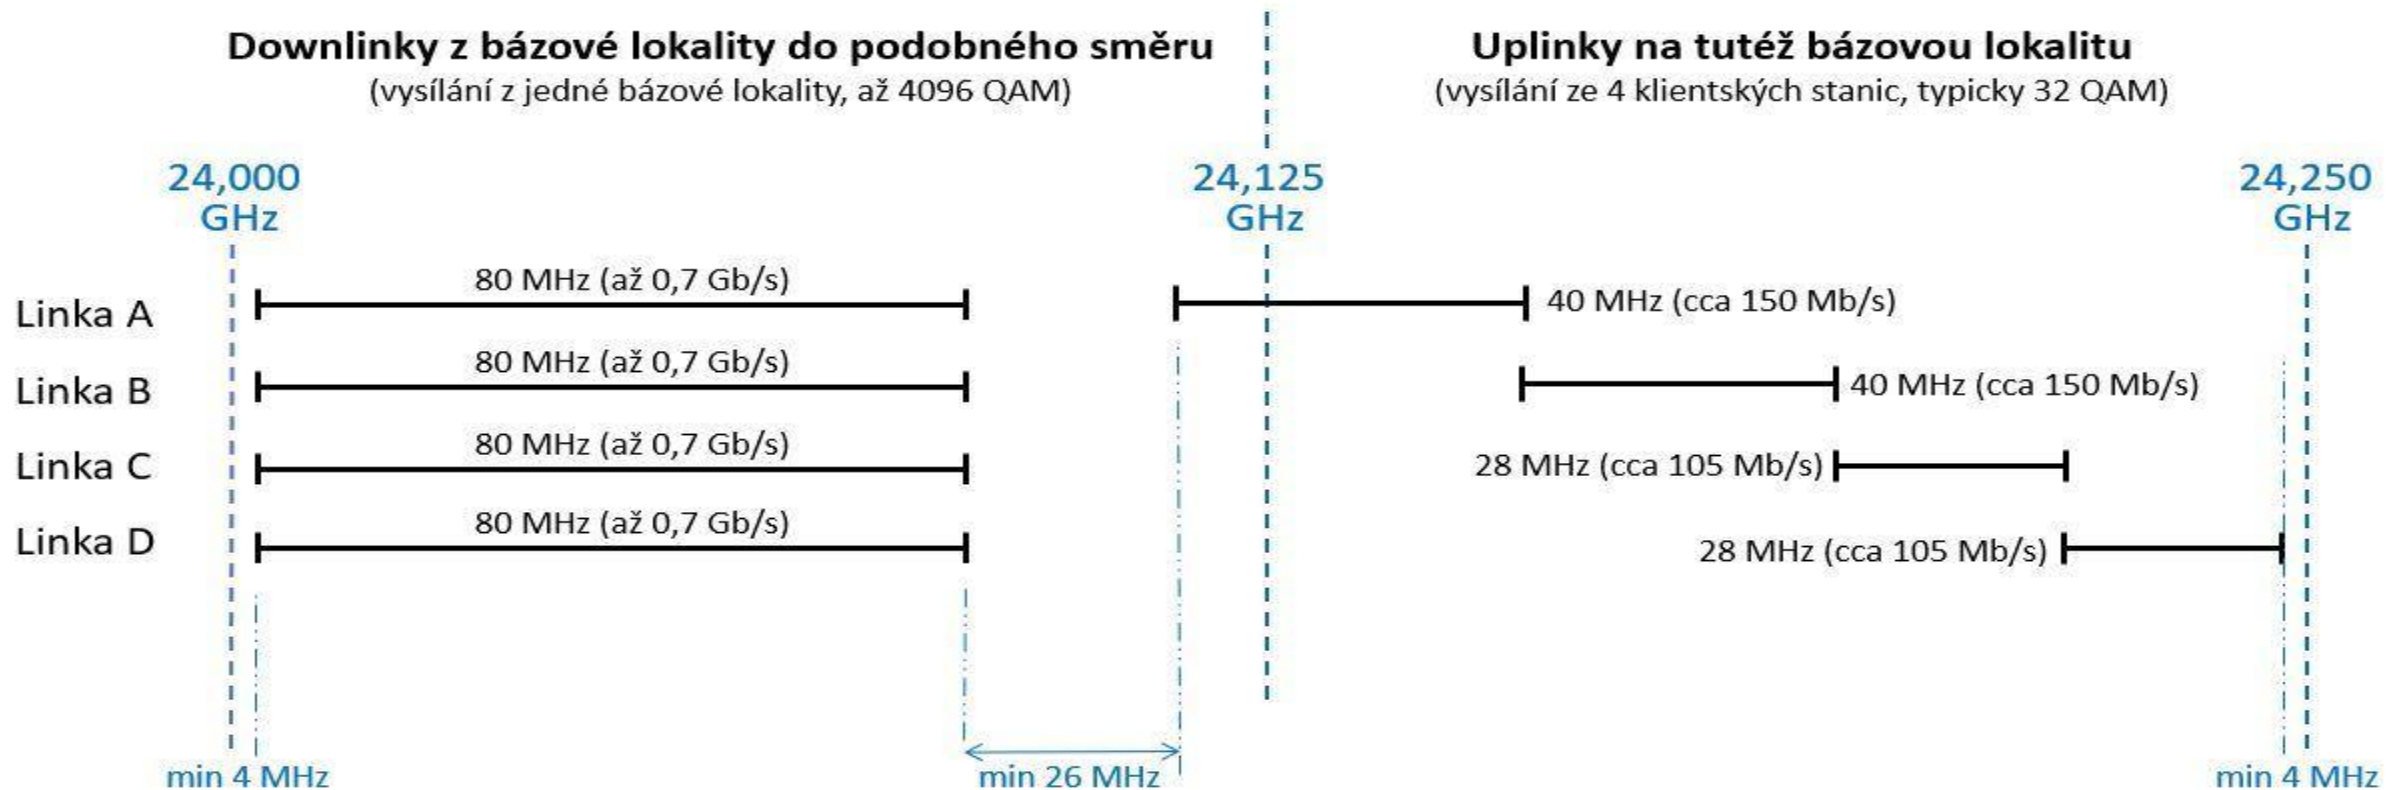 Downlinky z bázové lokality do podobného směru
(vysílání z jedné bázové lokality, až 4096 QAM)
Uplinky na tutéž bázovou lokalitu
(vysílání ze 4 klientských stanic, typicky 32 QAM)
24,000
GHz
24,125
GHz
24,250
GHz
Linka A
80 MHz (až 0,7 Gb/s)
40 MHz (cca 150 Mb/s)
Linka B
80 MHz (až 0,7 Gb/s)
40 MHz (cca 150 Mb/s)
Linka C
80 MHz (až 0,7 Gb/s)
28 MHz (cca 105 Mb/s)
Linka D
80 MHz (až 0,7 Gb/s)
28 MHz (cca 105 Mb/s)
min 4 MHz
min 26 MHz
min 4 MHz